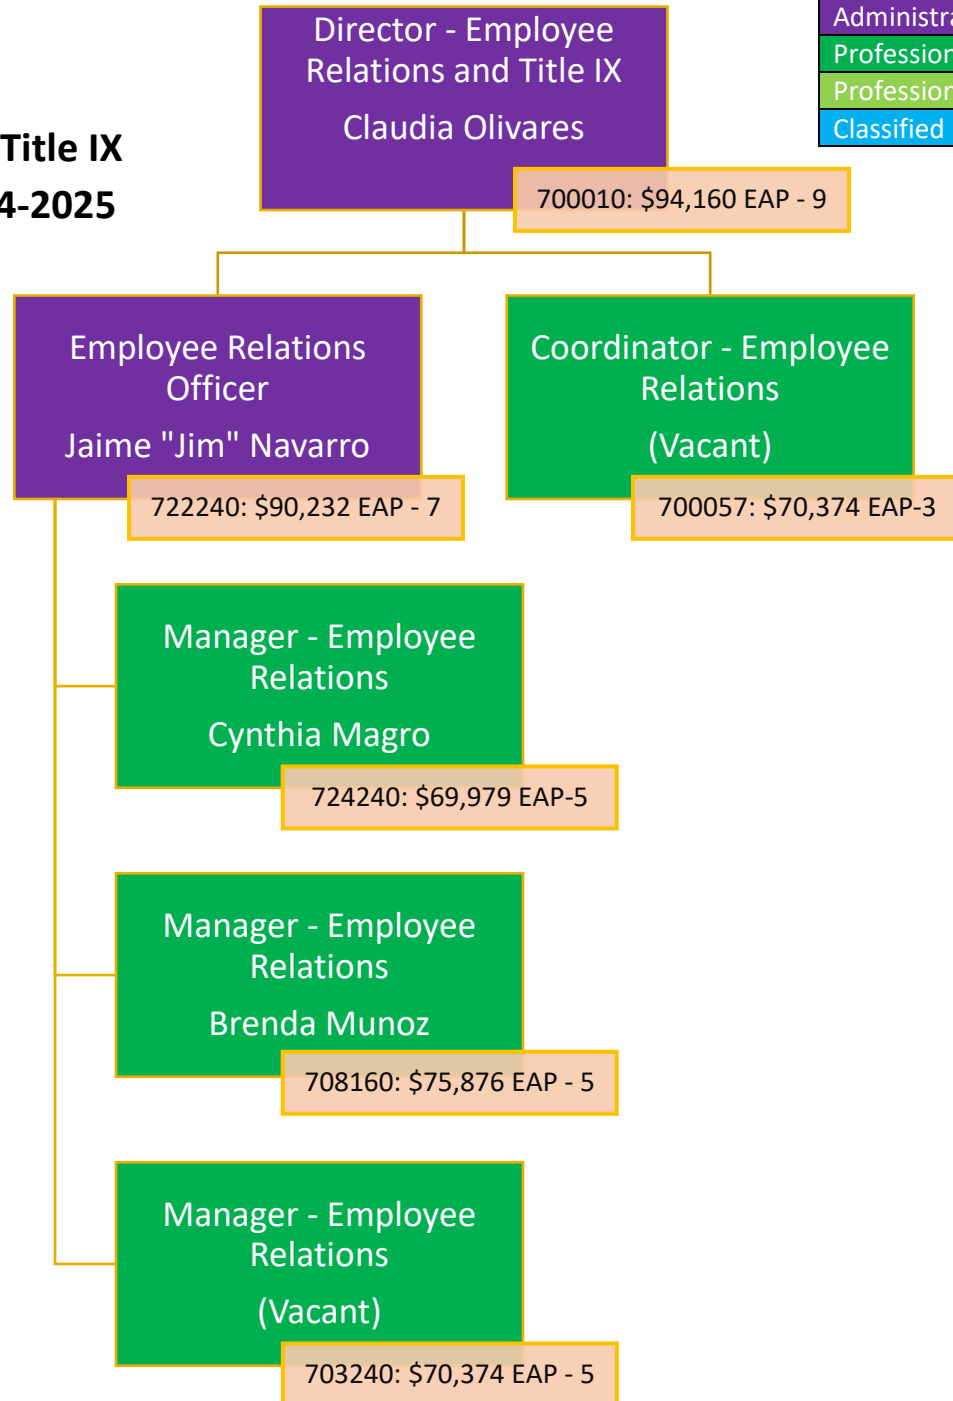 Director - Employee
Relations and Title IX
Claudia Olivares
700010: $94,160 EAP - 9
Title IX
4-2025
Classified
Employee Relations
Officer
Jaime "Jim" Navarro
722240: $90,232 EAP - 7
Coordinator - Employee
Relations
(Vacant)
700057: $70,374 EAP-3
Manager - Employee
Relations
Cynthia Magro
724240: $69,979 EAP-5
Manager - Employee
Relations
Brenda Munoz
708160: $75,876 EAP - 5
Manager - Employee
Relations
(Vacant)
703240: $70,374 EAP - 5